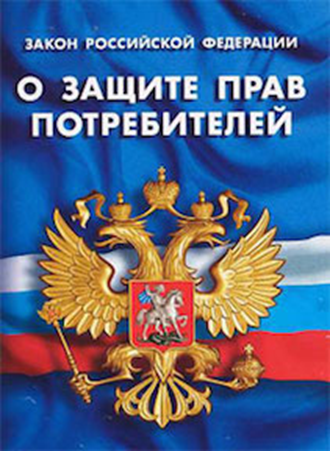 ЗАКОН РОССИЙСКОЙ ФЕДЕРАЦИИ
О ЗАЩИТЕ ПРАВ
ПОТРЕБИТЕЛЕЙ